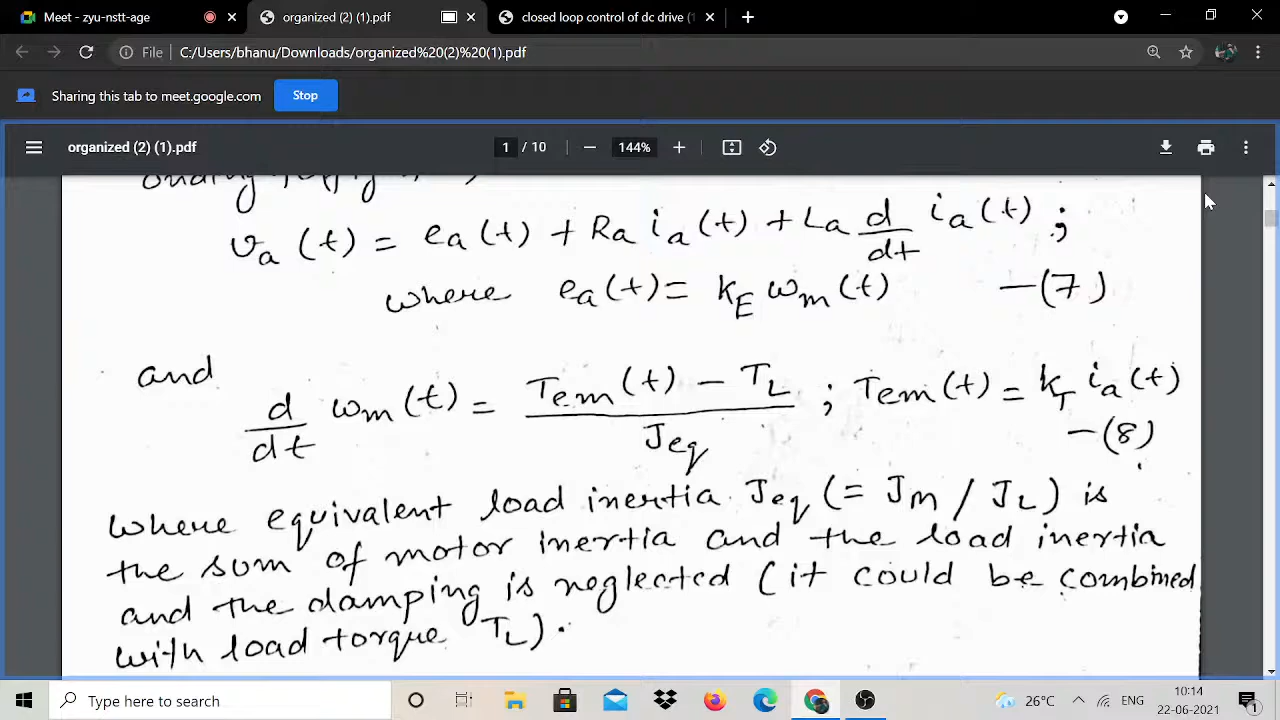 Meet - zyu-nstt-age
organized (2) (1).pdf
closed loop control of dc drive (1
File
C:/Users/bhanu/Downloads/organized%20(2)%20(1).pdf
Sharing this tab to meet.google.com
Stop
organized (2) (1).pdf
1 / 10
144%
va(t) = ea(t) + Ra ia(t) + La d/dt ia(t) ;
where ea(t) = kE ωm(t) —(7)
and
d/dt ωm(t) = Tem(t) - TL / Jeq ; Tem(t) = kT ia(t)
—(8)
where equivalent load inertia Jeq (= JM / JL) is
the sum of motor inertia and the load inertia
and the damping is neglected (it could be combined
with load torque TL).
Type here to search
26°C
ENG
10:14
22-06-2021
1